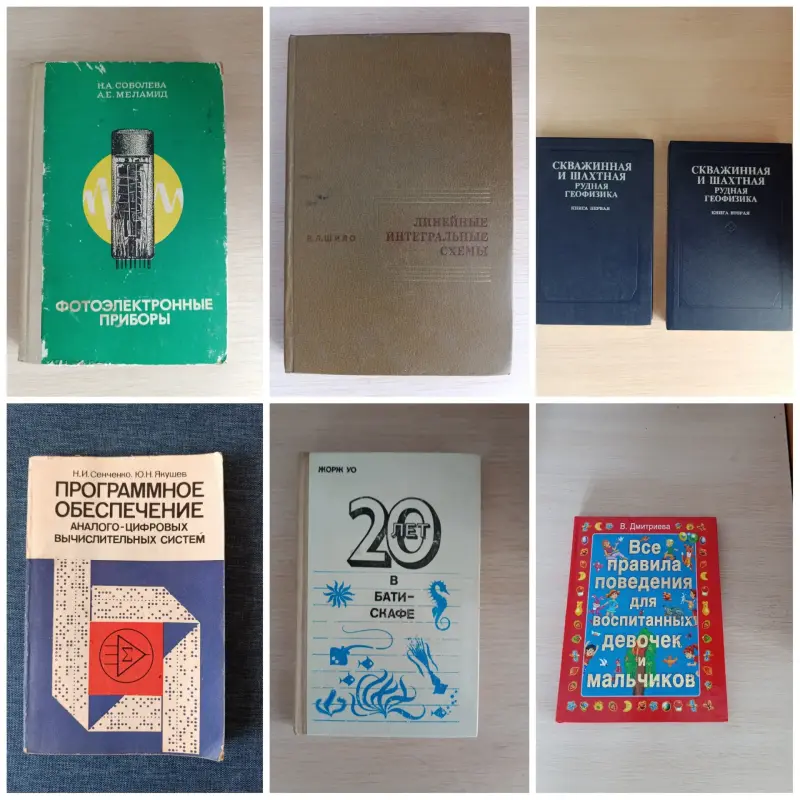 Н.А. СОБОЛЕВА
А.Е. МЕЛАМИД
ФОТОЭЛЕКТРОННЫЕ
ПРИБОРЫ
В.Л. ШИЛО
ЛИНЕЙНЫЕ
ИНТЕГРАЛЬНЫЕ
СХЕМЫ
СКВАЖИННАЯ
И ШАХТНАЯ
РУДНАЯ
ГЕОФИЗИКА
КНИГА ПЕРВАЯ
СКВАЖИННАЯ
И ШАХТНАЯ
РУДНАЯ
ГЕОФИЗИКА
КНИГА ВТОРАЯ
Н.И. Сенченко, Ю.Н. Якушев
ПРОГРАММНОЕ
ОБЕСПЕЧЕНИЕ
АНАЛОГО-ЦИФРОВЫХ
ВЫЧИСЛИТЕЛЬНЫХ СИСТЕМ
Σ
ЖОРЖ УО
20
ЛЕТ
В
БАТИ-
СКАФЕ
В. Дмитриева
Все
правила
поведения
для
воспитанных
девочек
и
мальчиков